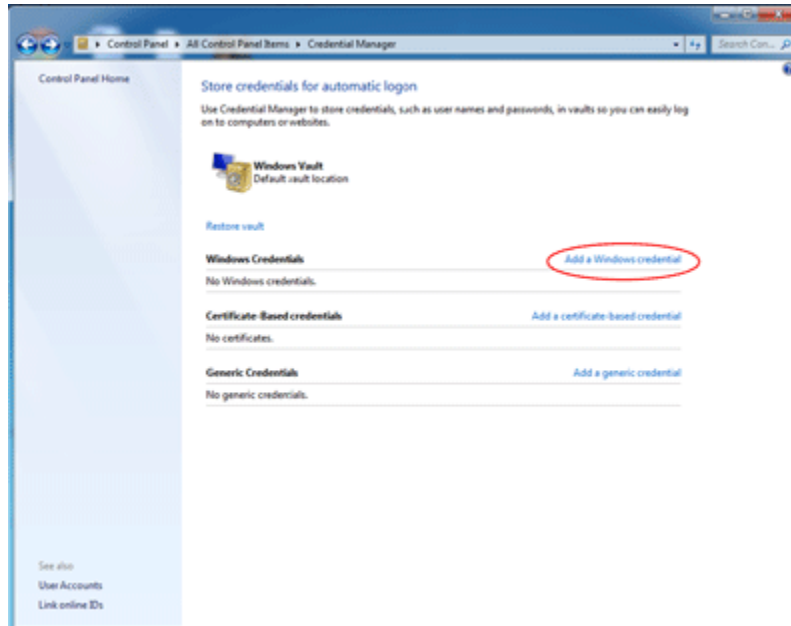 Control Panel ▸ All Control Panel Items ▸ Credential Manager
Search Con...
Control Panel Home
Store credentials for automatic logon
Use Credential Manager to store credentials, such as user names and passwords, in vaults so you can easily log
on to computers or websites.
Windows Vault
Default vault location
Restore vault
Windows Credentials Add a Windows credential
No Windows credentials.
Certificate-Based credentials Add a certificate-based credential
No certificates.
Generic Credentials Add a generic credential
No generic credentials.
See also
User Accounts
Link online IDs